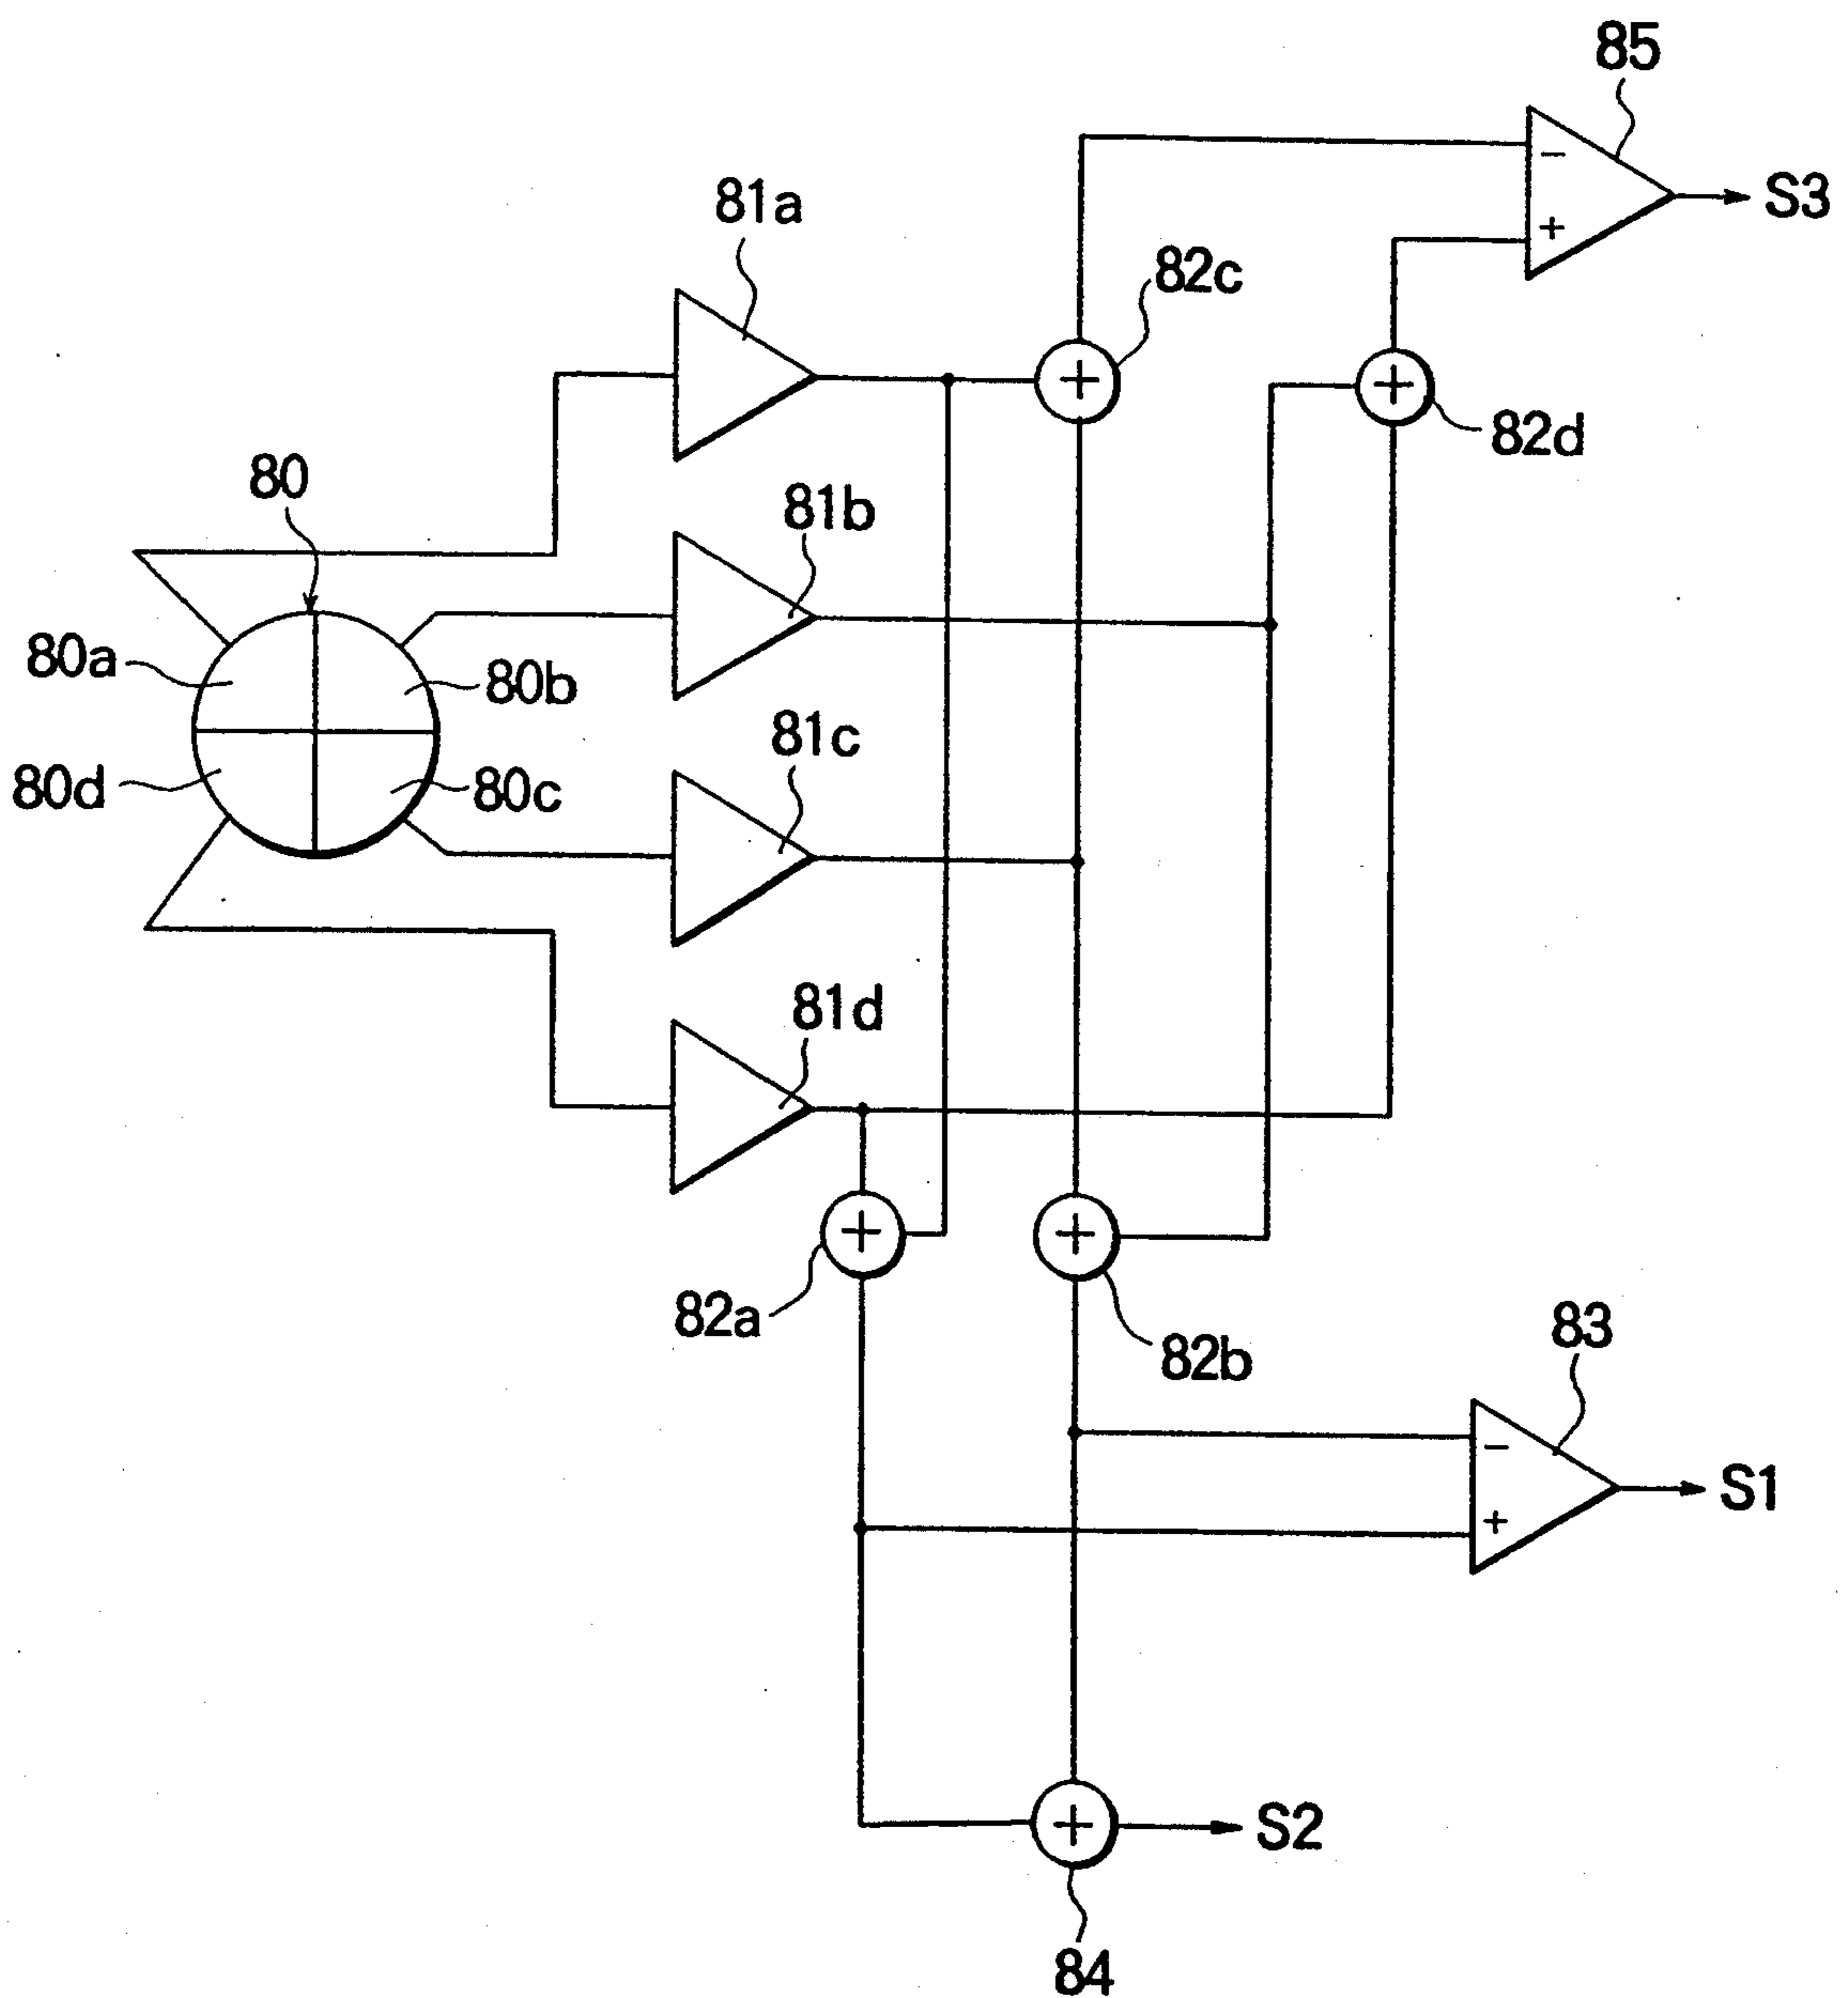 85
−
S3
+
81a
82c
+
+
82d
80
81b
80a
80b
81c
80d
80c
81d
+
+
82a
82b
83
−
S1
+
+
S2
84